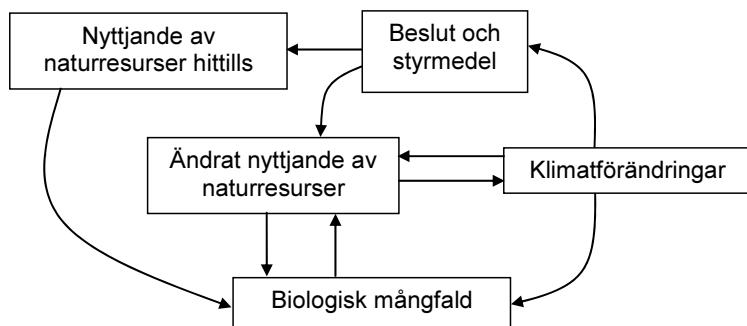 Nyttjande av
naturresurser hittills
Beslut och
styrmedel
Ändrat nyttjande av
naturresurser
Klimatförändringar
Biologisk mångfald